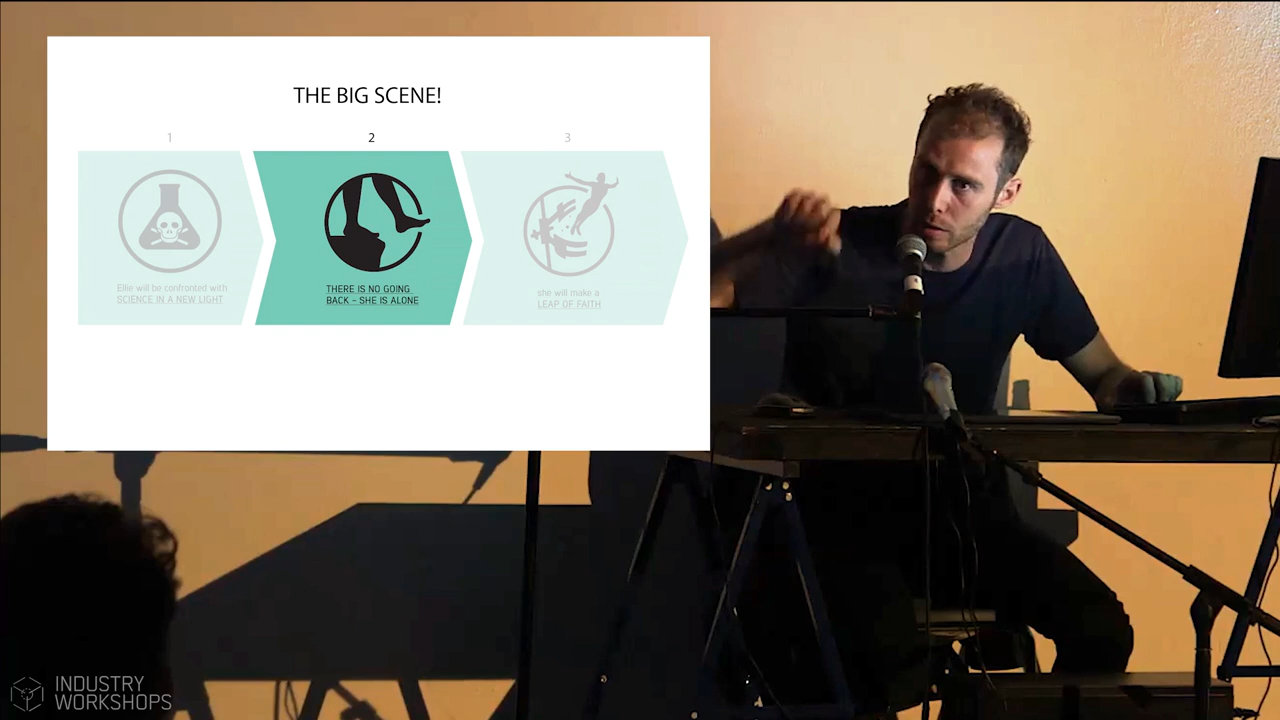 THE BIG SCENE!
1
2
3
Ellie will be confronted with
SCIENCE IN A NEW LIGHT
THERE IS NO GOING
BACK – SHE IS ALONE
she will make a
LEAP OF FAITH
INDUSTRY
WORKSHOPS